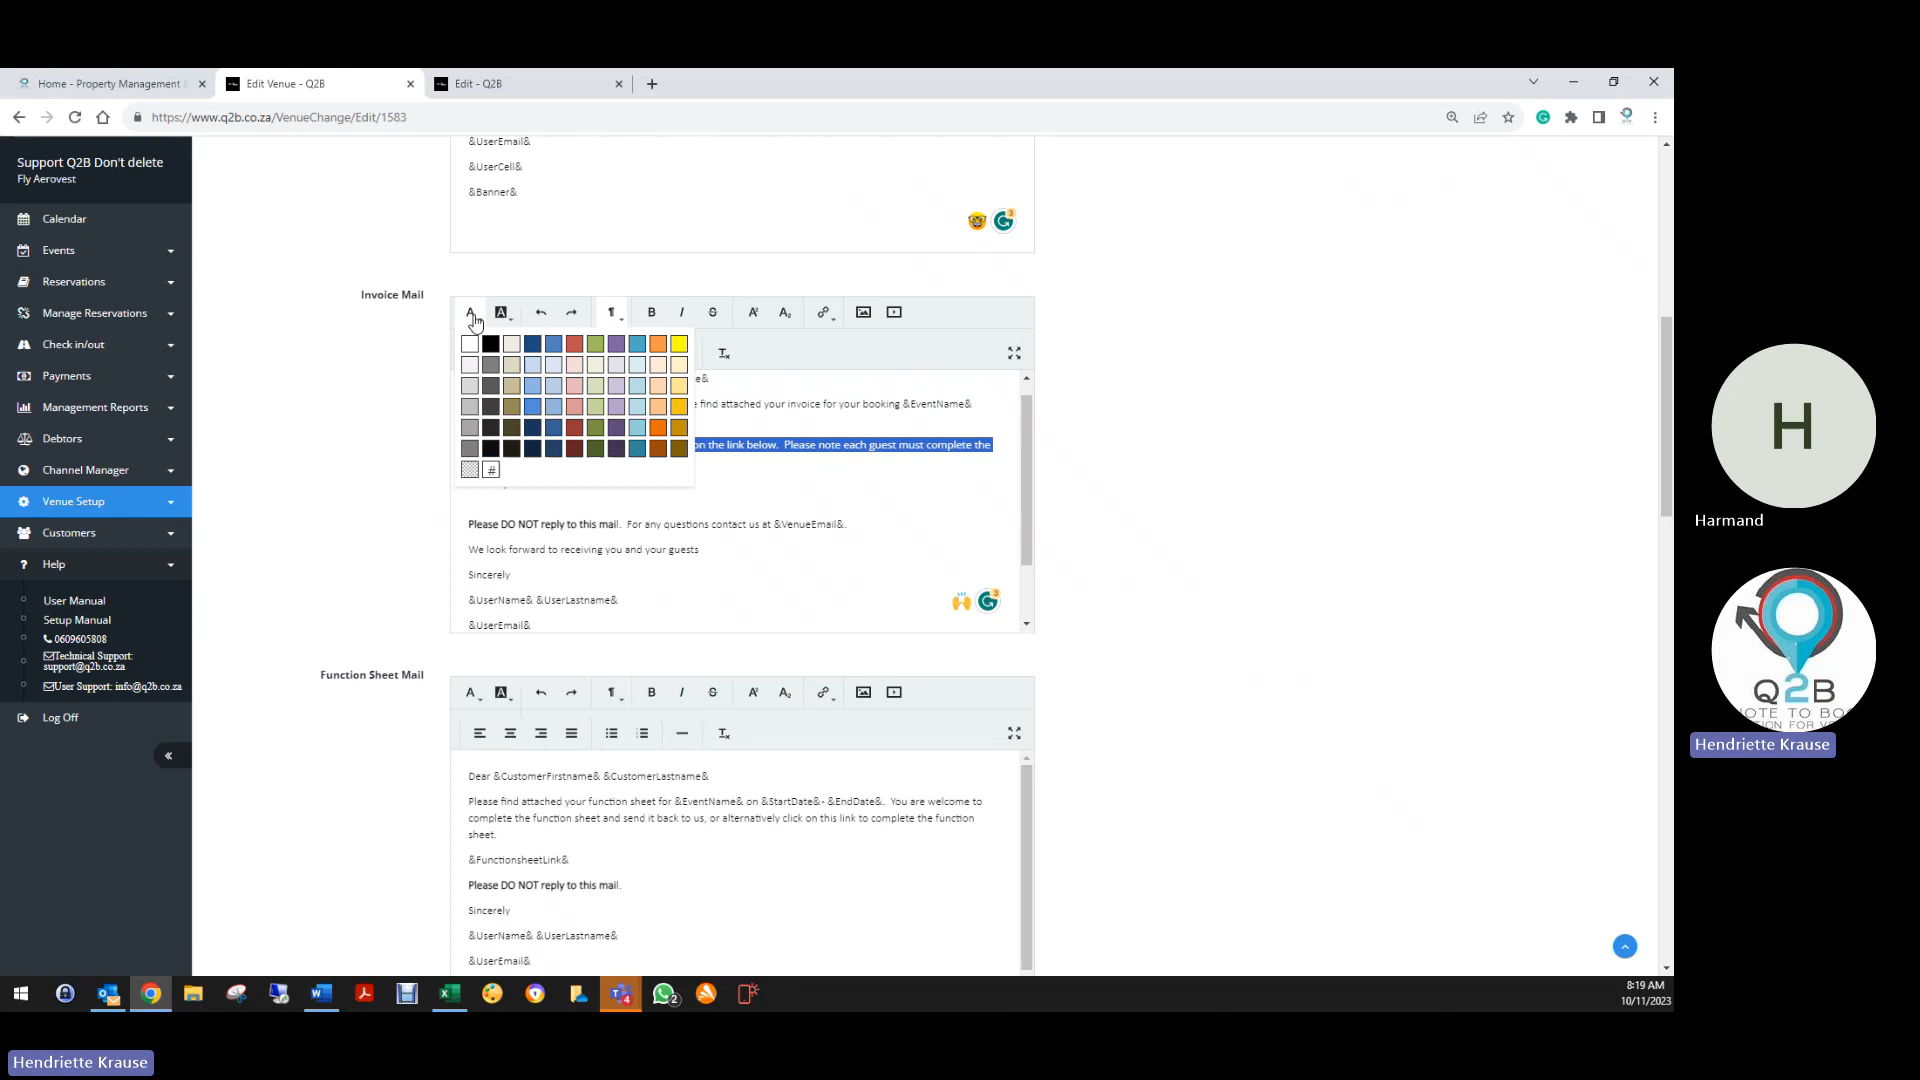 Home - Property Management &
Edit Venue - Q2B
Edit - Q2B
https://www.q2b.co.za/VenueChange/Edit/1583
Support Q2B Don't delete
Fly Aerovest
Calendar
Events
Reservations
Manage Reservations
Check in/out
Payments
Management Reports
Debtors
Channel Manager
Venue Setup
Customers
Help
User Manual
Setup Manual
0609605808
Technical Support:
support@q2b.co.za
User Support: info@q2b.co.za
Log Off
&UserEmail&
&UserCell&
&Banner&
3
Invoice Mail
A A ¶ B I S A A₂
#
Tx
e&
find attached your invoice for your booking &EventName&
on the link below. Please note each guest must complete the
Please DO NOT reply to this mail. For any questions contact us at &VenueEmail&.
We look forward to receiving you and your guests
Sincerely
&UserName& &UserLastname&
&UserEmail&
3
Function Sheet Mail
A A ¶ B I S A A₂
Tx
Dear &CustomerFirstname& &CustomerLastname&
Please find attached your function sheet for &EventName& on &StartDate&- &EndDate&. You are welcome to
complete the function sheet and send it back to us, or alternatively click on this link to complete the function
sheet.
&FunctionsheetLink&
Please DO NOT reply to this mail.
Sincerely
&UserName& &UserLastname&
&UserEmail&
8:19 AM
10/11/2023
H
Harmand
Q2B
Hendriette Krause
Hendriette Krause